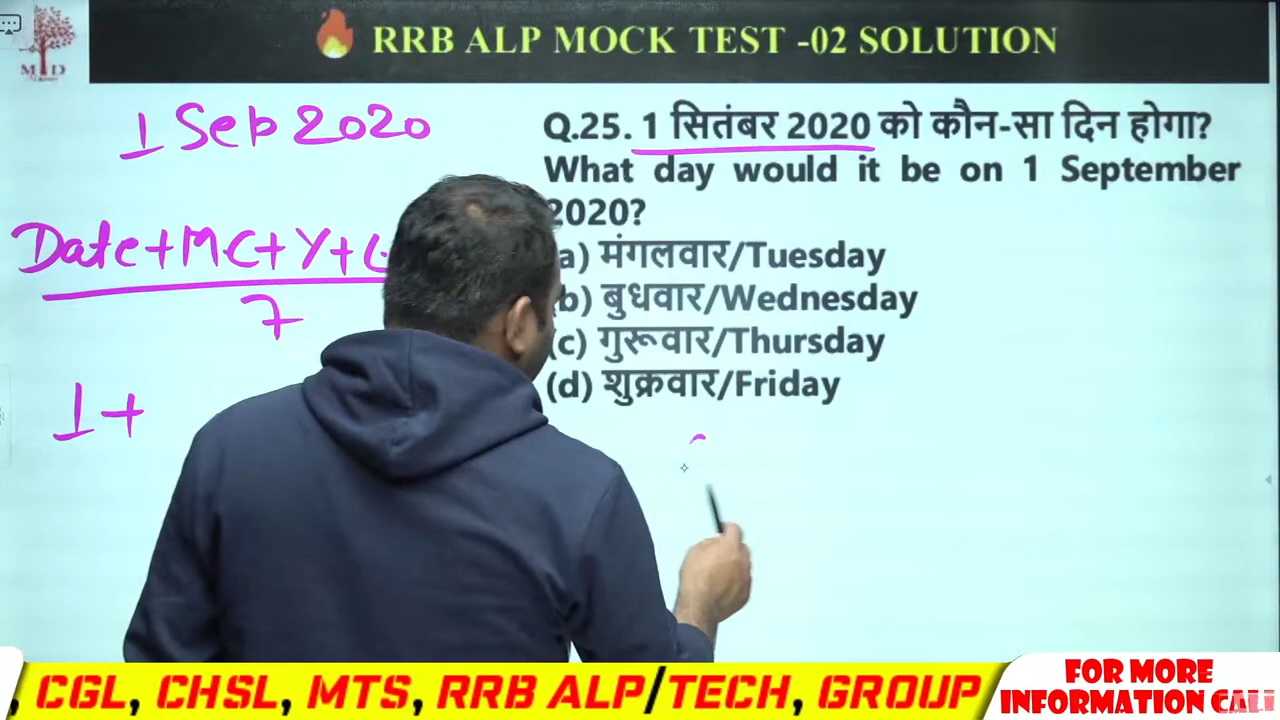 🔥 RRB ALP MOCK TEST -02 SOLUTION
M D
1 Sep 2020
Date+MC+Y+
7
1+
Q.25. 1 सितंबर 2020 को कौन-सा दिन होगा?
What day would it be on 1 September
2020?
(a) मंगलवार/Tuesday
(b) बुधवार/Wednesday
(c) गुरूवार/Thursday
(d) शुक्रवार/Friday
, CGL, CHSL, MTS, RRB ALP/TECH, GROUP
FOR MORE
INFORMATION CALL